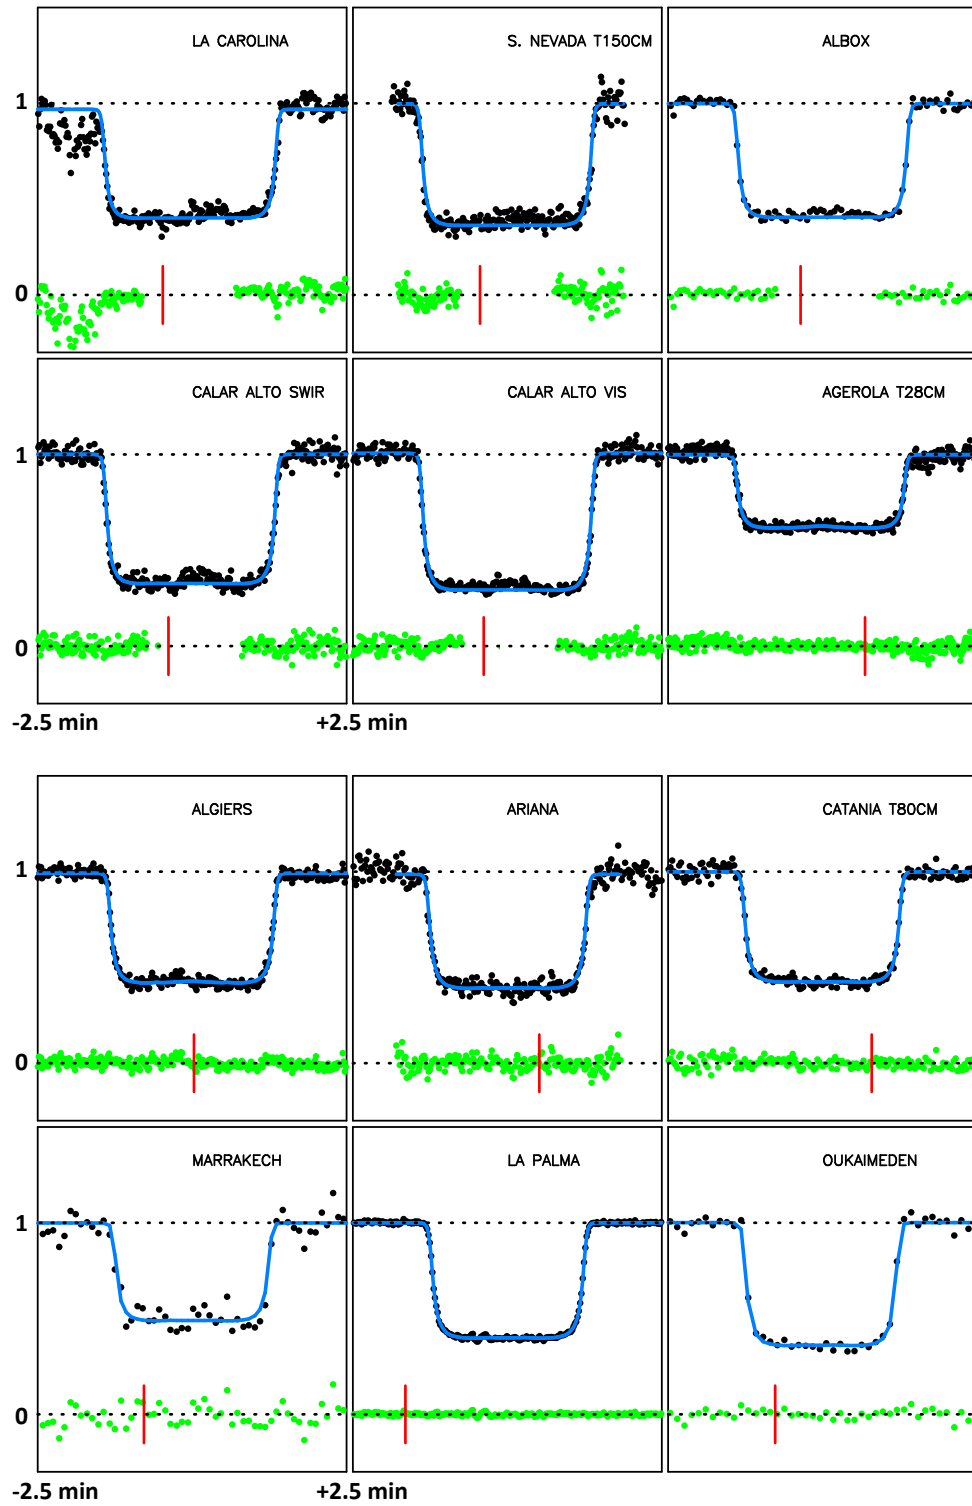 LA CAROLINA
S. NEVADA T150CM
ALBOX
1
0
CALAR ALTO SWIR
CALAR ALTO VIS
AGEROLA T28CM
1
0
-2.5 min
+2.5 min
ALGIERS
ARIANA
CATANIA T80CM
1
0
MARRAKECH
LA PALMA
OUKAIMEDEN
1
0
-2.5 min
+2.5 min